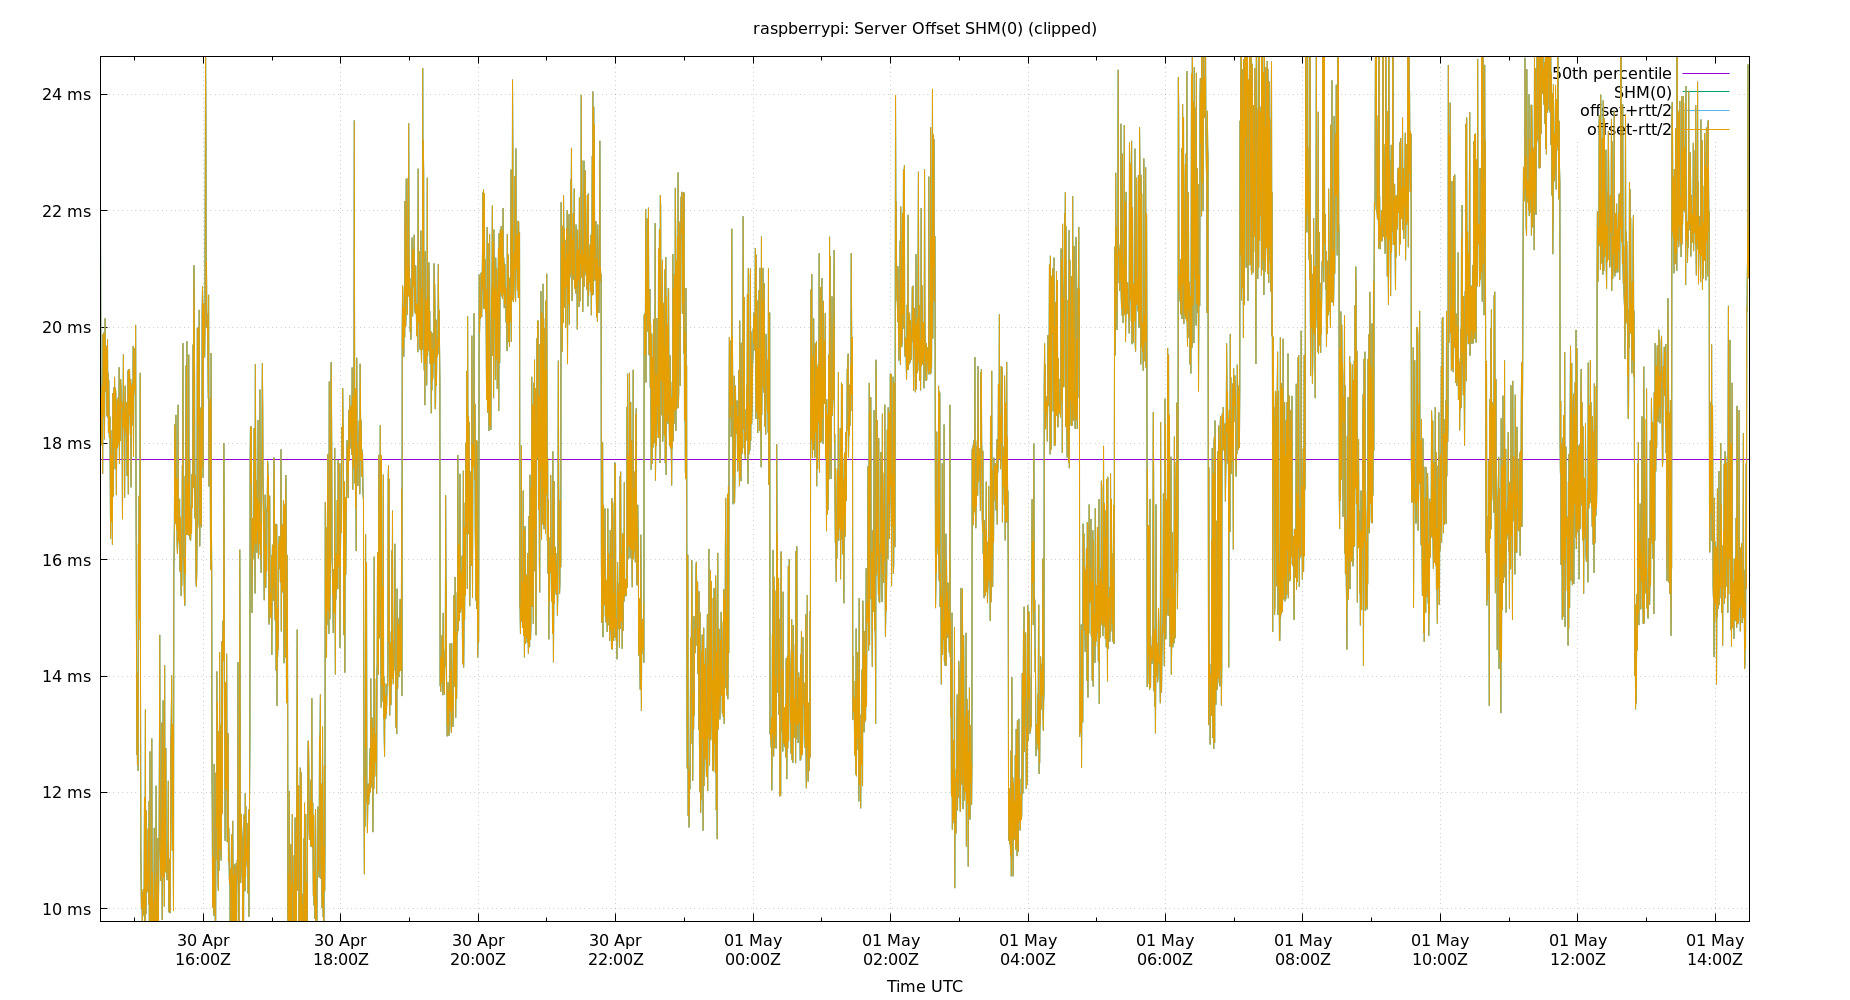 raspberrypi: Server Offset SHM(0) (clipped)
50th percentile
SHM(0)
offset+rtt/2
offset-rtt/2
24 ms
22 ms
20 ms
18 ms
16 ms
14 ms
12 ms
10 ms
30 Apr 30 Apr 30 Apr 30 Apr 01 May 01 May 01 May 01 May 01 May 01 May 01 May 01 May
16:00Z 18:00Z 20:00Z 22:00Z 00:00Z 02:00Z 04:00Z 06:00Z 08:00Z 10:00Z 12:00Z 14:00Z
Time UTC